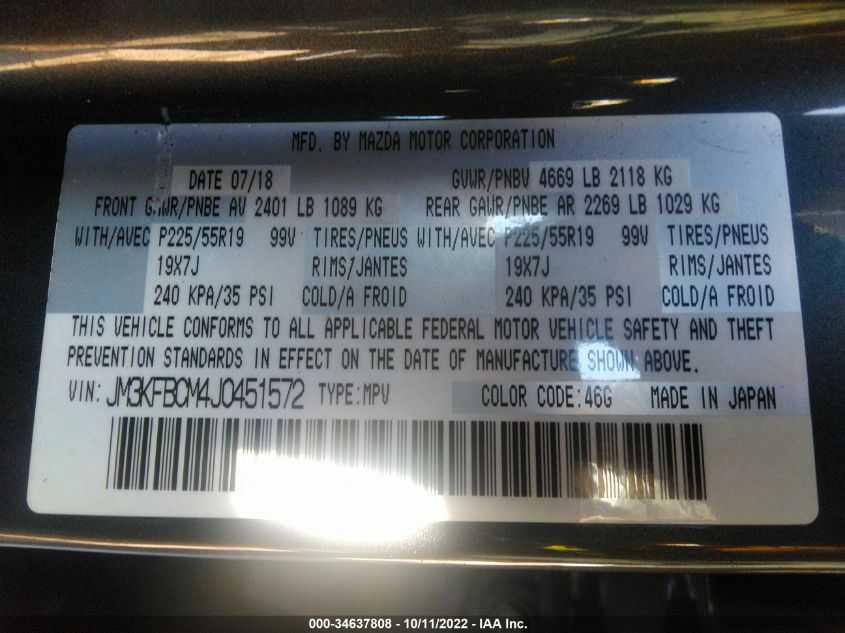 MFD. BY MAZDA MOTOR CORPORATION
DATE 07/18 GVWR/PNBV 4669 LB 2118 KG
FRONT GAWR/PNBE AV 2401 LB 1089 KG REAR GAWR/PNBE AR 2269 LB 1029 KG
WITH/AVEC P225/55R19 99V TIRES/PNEUS WITH/AVEC P225/55R19 99V TIRES/PNEUS
19X7J RIMS/JANTES 19X7J RIMS/JANTES
240 KPA/35 PSI COLD/A FROID 240 KPA/35 PSI COLD/A FROID
THIS VEHICLE CONFORMS TO ALL APPLICABLE FEDERAL MOTOR VEHICLE SAFETY AND THEFT
PREVENTION STANDARDS IN EFFECT ON THE DATE OF MANUFACTURE SHOWN ABOVE.
VIN: JM3KFBCM4J0451572 TYPE:MPV COLOR CODE:46G MADE IN JAPAN
000-34637808 - 10/11/2022 - IAA Inc.